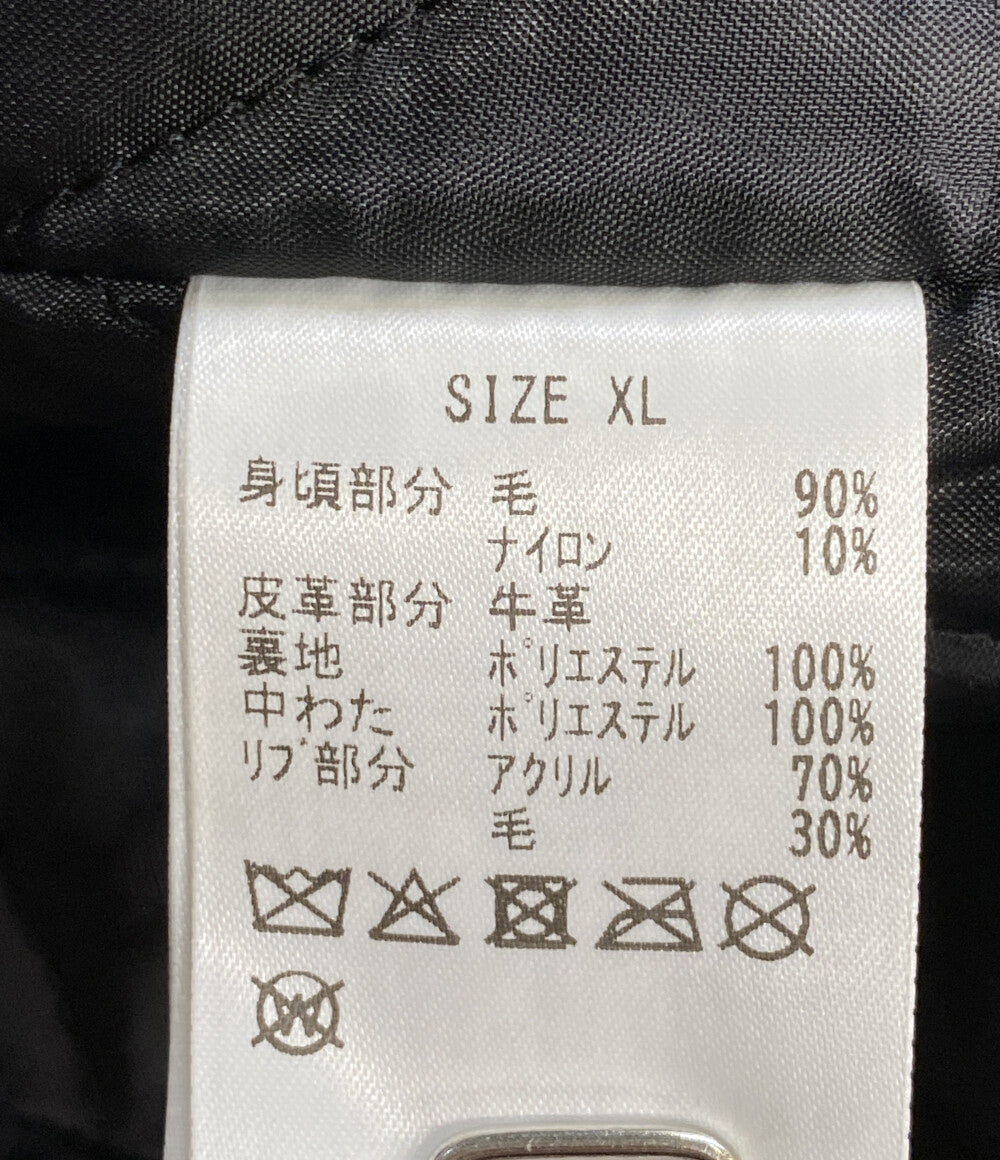 SIZE XL
身頃部分 毛 90%
ナイロン 10%
皮革部分 牛革
裏地 ポリエステル 100%
中わた ポリエステル 100%
リブ部分 アクリル 70%
毛 30%
W